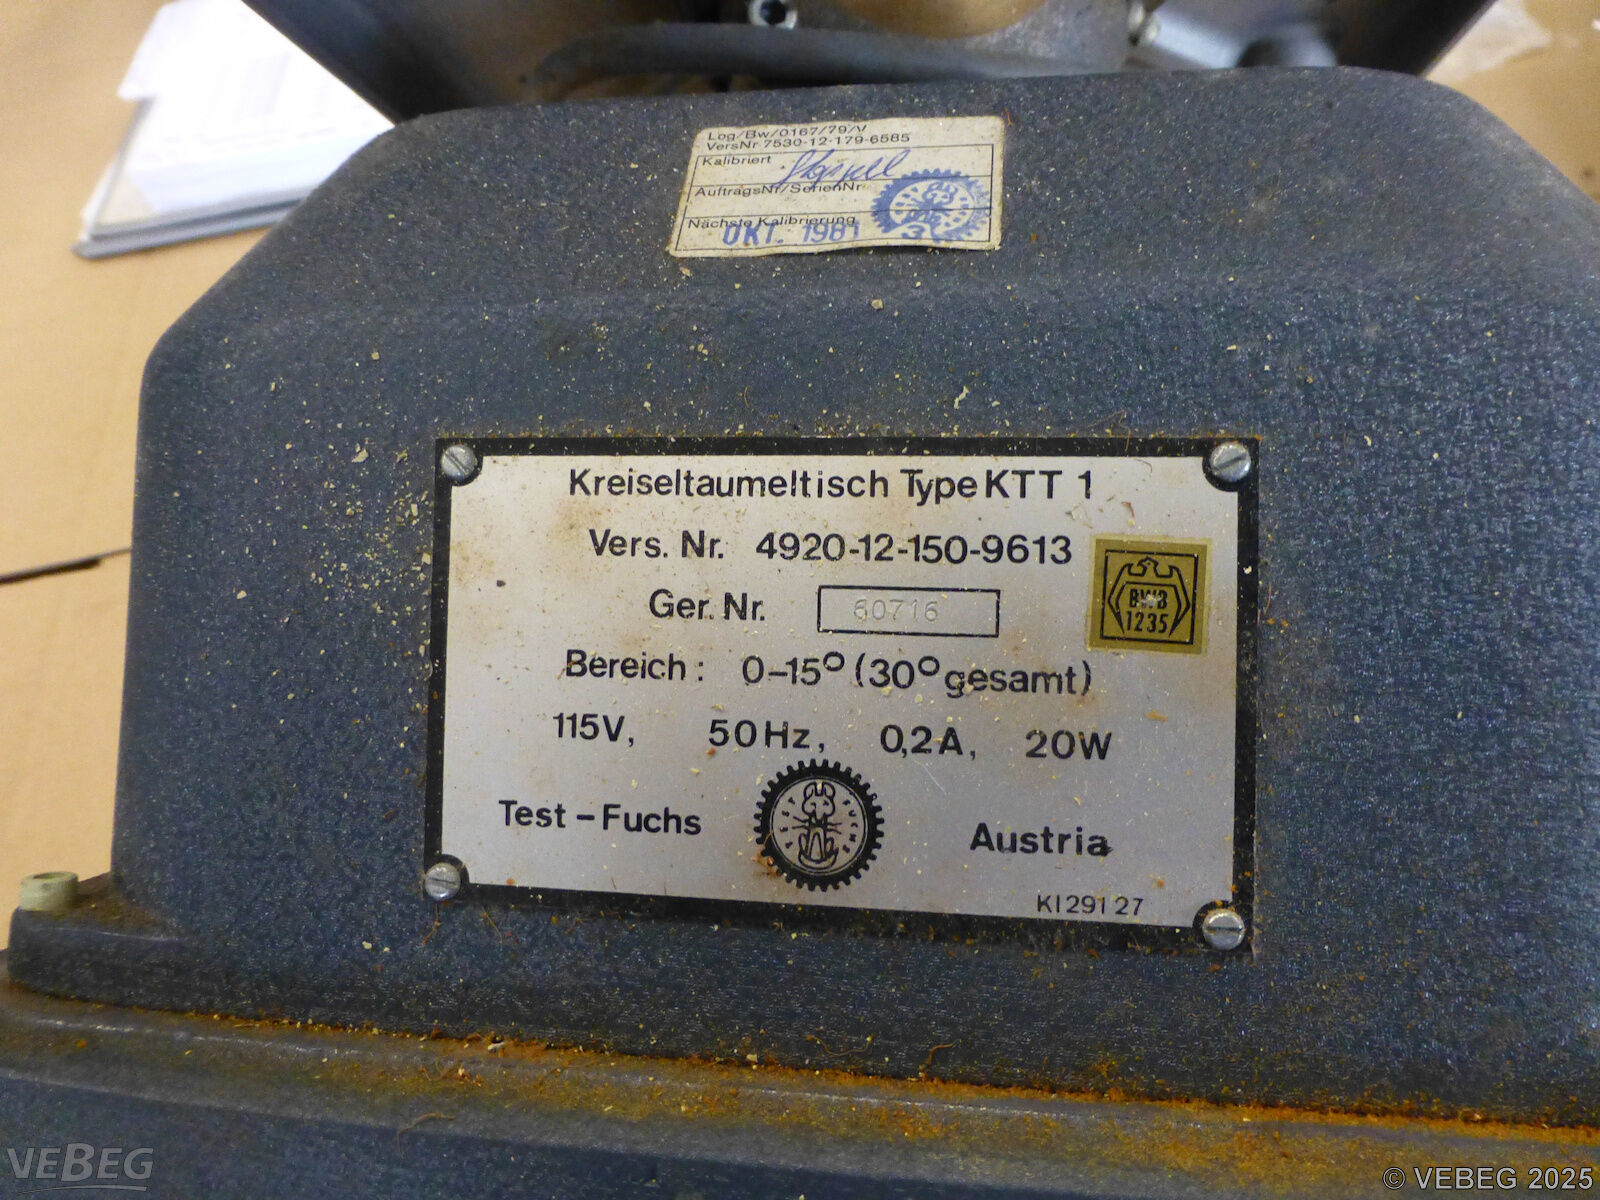 Log/Bw/0167/79/V
VersNr 7530-12-179-6585
Kalibriert
AuftragsNr/SerienNr
Nächste Kalibrierung
OKT. 1981
Kreiseltaumeltisch Type KTT 1
Vers. Nr. 4920-12-150-9613
Ger. Nr. 60716
BWB
1235
Bereich: 0-15° (30° gesamt)
115V, 50Hz, 0,2A, 20W
Test-Fuchs
TEST FUCHS
Austria
KI 291 27
VEBEG
© VEBEG 2025